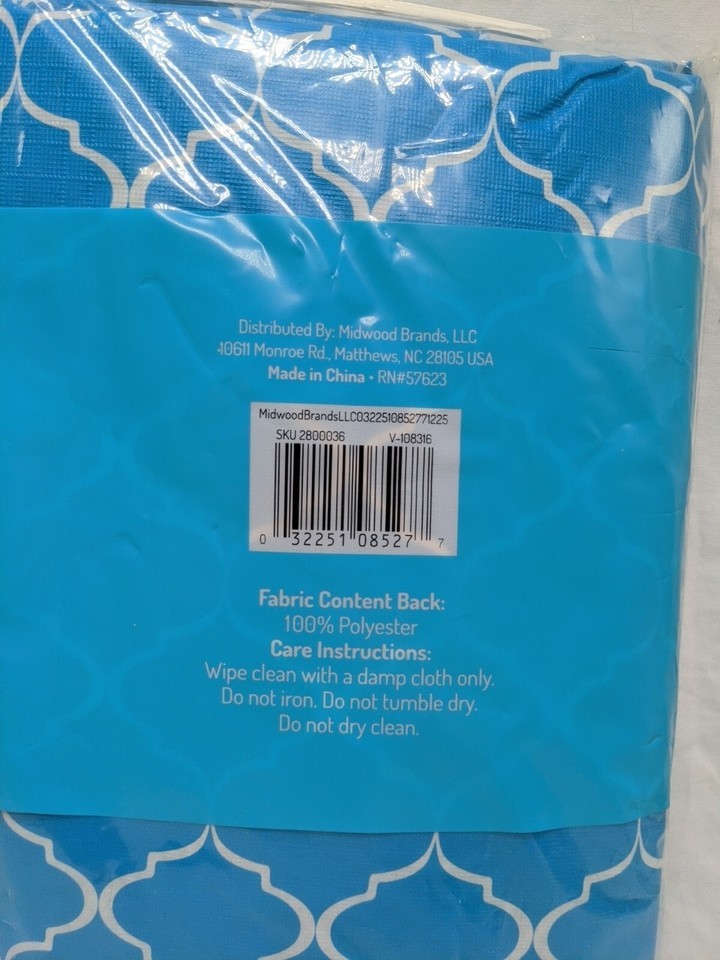 Distributed By: Midwood Brands, LLC
10611 Monroe Rd., Matthews, NC 28105 USA
Made in China • RN#57623
MidwoodBrandsLLC0322510852771225
SKU 2800036 V-108316
0 32251 08527 7
Fabric Content Back:
100% Polyester
Care Instructions:
Wipe clean with a damp cloth only.
Do not iron. Do not tumble dry.
Do not dry clean.